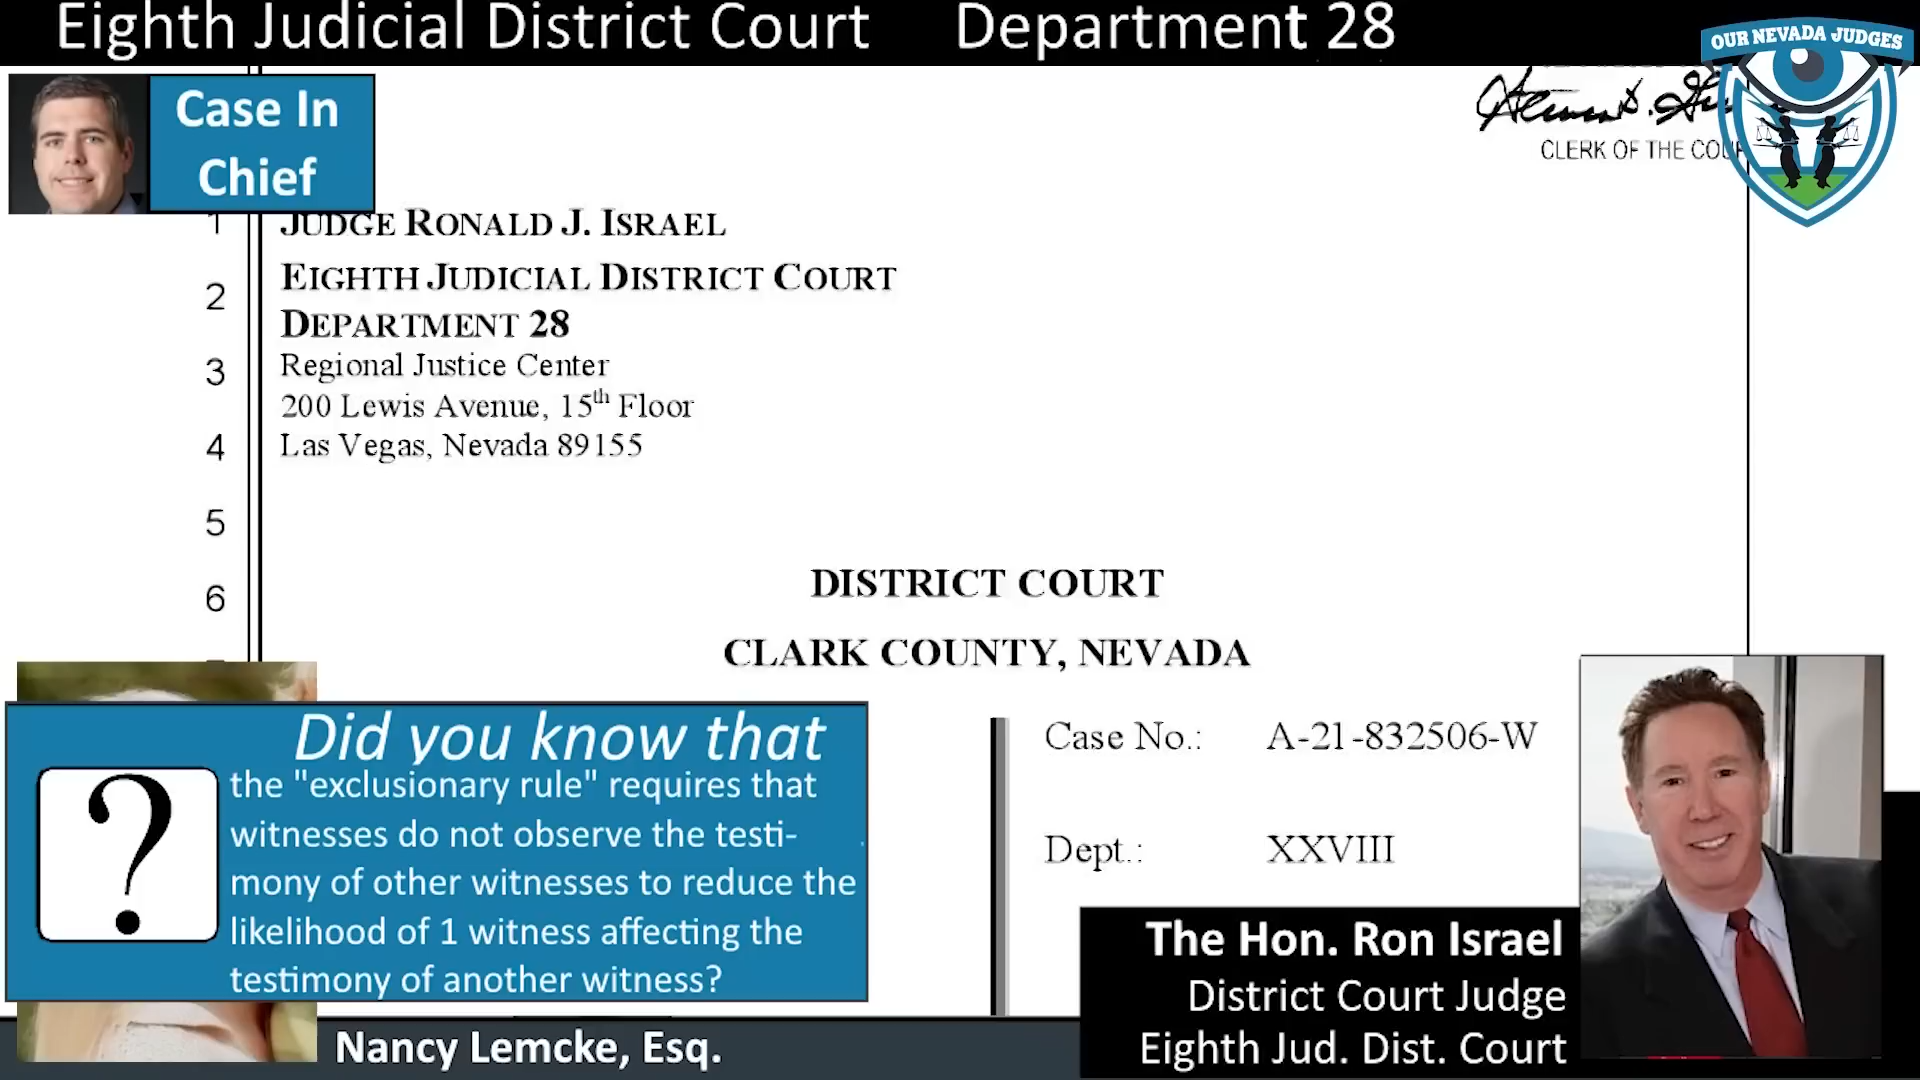 Eighth Judicial District Court Department 28
OUR NEVADA JUDGES
Case In
Chief
CLERK OF THE
1 JUDGE RONALD J. ISRAEL
EIGHTH JUDICIAL DISTRICT COURT
2
DEPARTMENT 28
3 Regional Justice Center
200 Lewis Avenue, 15th Floor
4 Las Vegas, Nevada 89155
5
DISTRICT COURT
6
CLARK COUNTY, NEVADA
Case No.: A-21-832506-W
Dept.: XXVIII
Did you know that
?
the "exclusionary rule" requires that
witnesses do not observe the testi-
mony of other witnesses to reduce the
likelihood of 1 witness affecting the
testimony of another witness?
Nancy Lemcke, Esq.
The Hon. Ron Israel
District Court Judge
Eighth Jud. Dist. Court